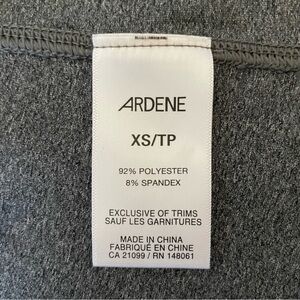 ARDENE
XS/TP
92% POLYESTER
8% SPANDEX
EXCLUSIVE OF TRIMS
SAUF LES GARNITURES
MADE IN CHINA
FABRIQUÉ EN CHINE
CA 21099 / RN 148061